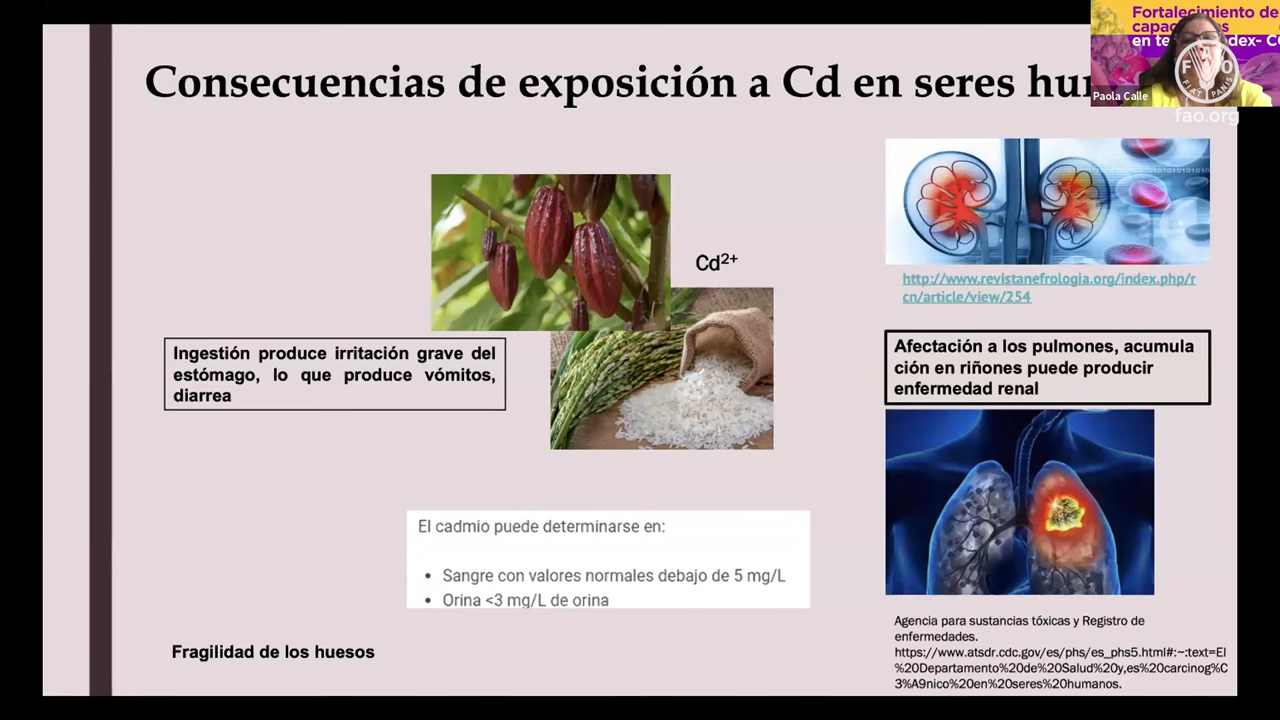 Fortalecimiento de
en te
Consecuencias de exposición a Cd en seres
Paola Calle
FAO
FIAT PANIS
fao.org
Cd²⁺
http://www.revistanefrologia.org/index.php/r
cn/article/view/254
Ingestión produce irritación grave del
estómago, lo que produce vómitos,
diarrea
Afectación a los pulmones, acumula
ción en riñones puede producir
enfermedad renal
El cadmio puede determinarse en:
• Sangre con valores normales debajo de 5 mg/L
• Orina <3 mg/L de orina
Fragilidad de los huesos
Agencia para sustancias tóxicas y Registro de
enfermedades.
https://www.atsdr.cdc.gov/es/phs/es_phs5.html#:~:text=El
%20Departamento%20de%20Salud%20y,es%20carcinog%C
3%A9nico%20en%20seres%20humanos.